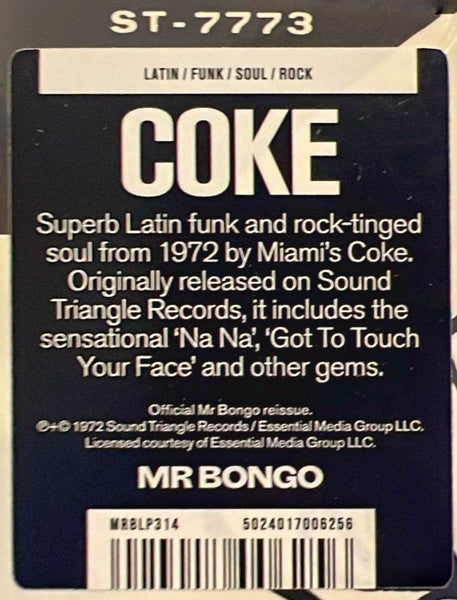 ST-7773
LATIN / FUNK / SOUL / ROCK
COKE
Superb Latin funk and rock-tinged
soul from 1972 by Miami's Coke.
Originally released on Sound
Triangle Records, it includes the
sensational 'Na Na', 'Got To Touch
Your Face' and other gems.
Official Mr Bongo reissue.
℗+© 1972 Sound Triangle Records / Essential Media Group LLC.
Licensed courtesy of Essential Media Group LLC.
MR BONGO
MRBLP314 5024017006256